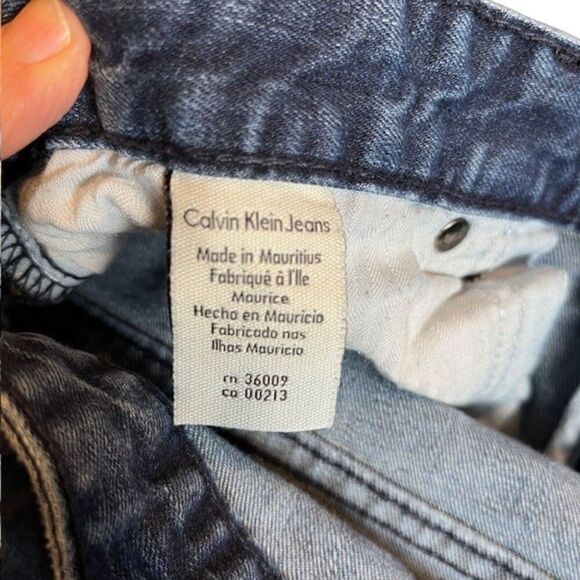 Calvin Klein Jeans
Made in Mauritius
Fabriqué á I'lle
Maurice
Hecho en Mauricio
Fabricado nas
Ilhas Mauricio
rn 36009
ca 00213